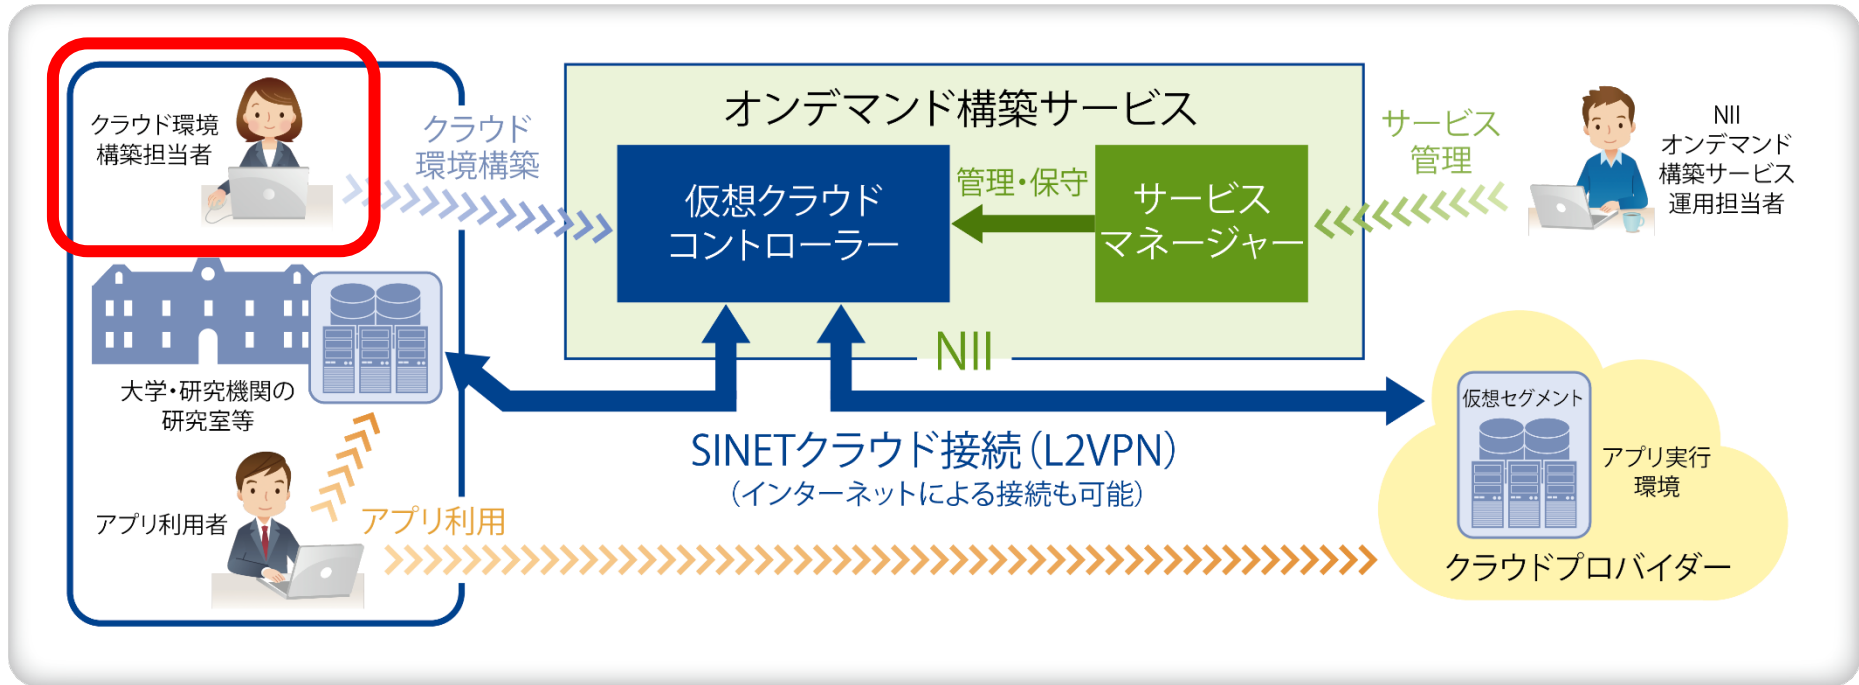 クラウド環境
構築担当者
クラウド
環境構築
オンデマンド構築サービス
仮想クラウド
コントローラー
管理・保守
サービス
マネージャー
サービス
管理
NII
オンデマンド
構築サービス
運用担当者
NII
大学・研究機関の
研究室等
SINETクラウド接続（L2VPN）
（インターネットによる接続も可能）
仮想セグメント
アプリ実行
環境
クラウドプロバイダー
アプリ利用者
アプリ利用